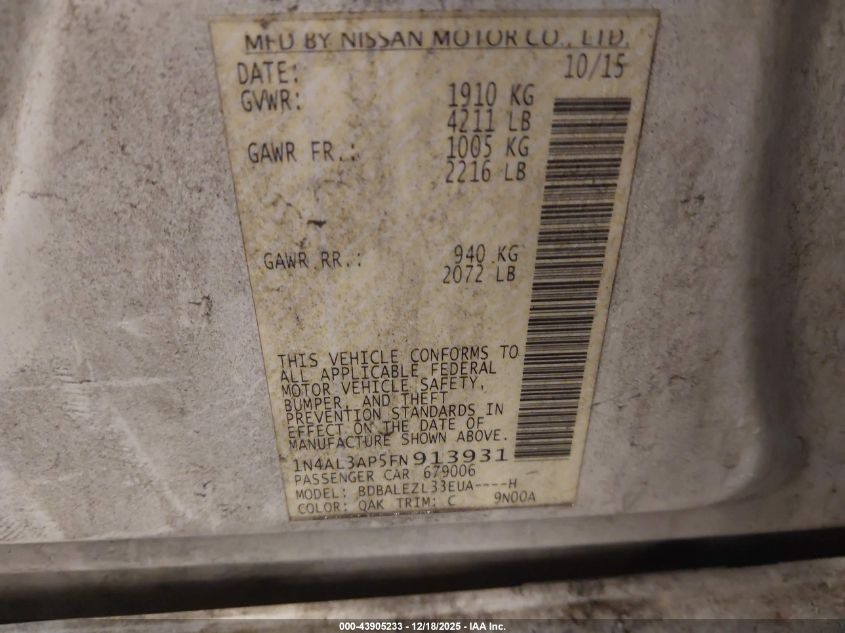 MFD BY NISSAN MOTOR CO., LTD.
DATE: 10/15
GVWR: 1910 KG
4211 LB
GAWR FR.: 1005 KG
2216 LB
GAWR RR.: 940 KG
2072 LB
THIS VEHICLE CONFORMS TO
ALL APPLICABLE FEDERAL
MOTOR VEHICLE SAFETY,
BUMPER, AND THEFT
PREVENTION STANDARDS IN
EFFECT ON THE DATE OF
MANUFACTURE SHOWN ABOVE.
1N4AL3AP5FN913931
PASSENGER CAR 679006
MODEL: BDBALEZL33EUA----H
COLOR: QAK TRIM: C 9N00A
000-43905233 - 12/18/2025 - IAA Inc.